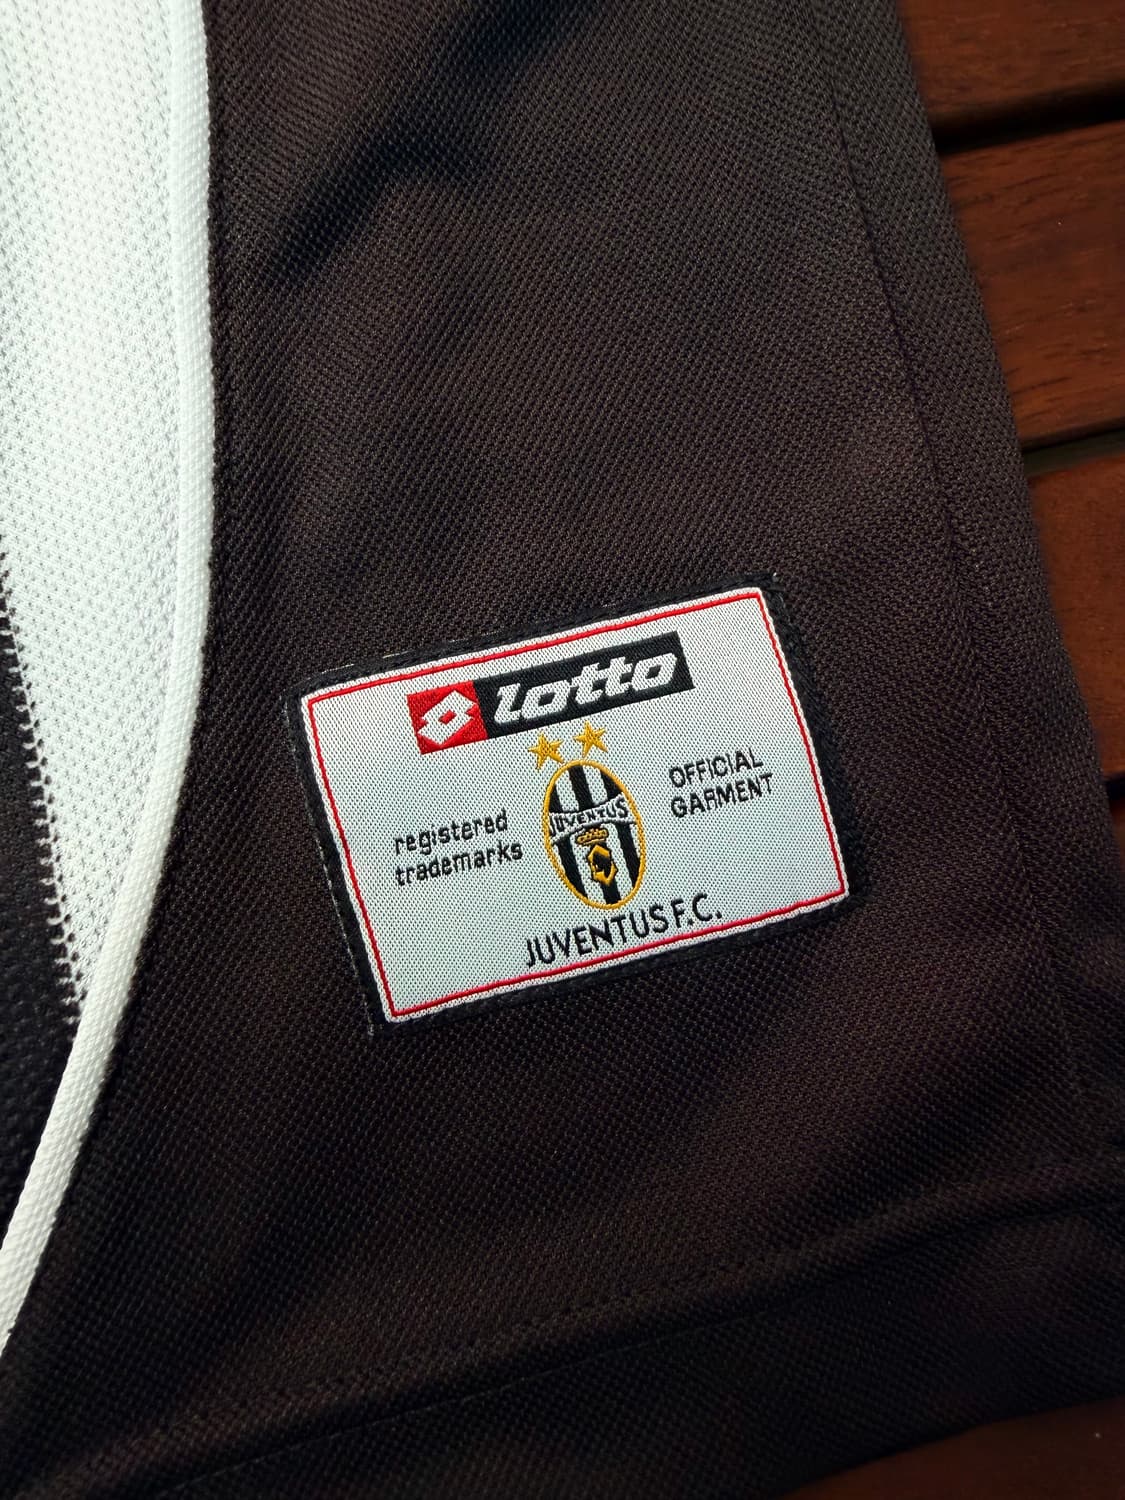 lotto
registered
trademarks
JUVENTUS
OFFICIAL
GARMENT
JUVENTUS F.C.